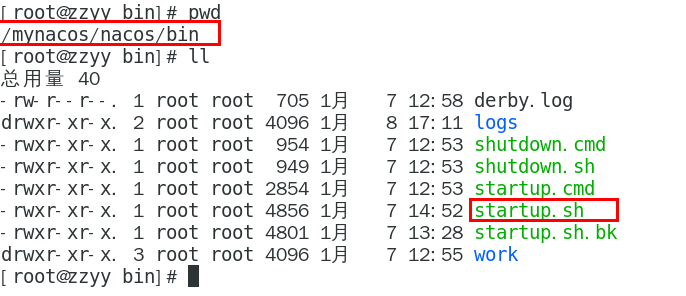 [root@zzyy bin]# pwd
/mynacos/nacos/bin
[root@zzyy bin]# ll
总用量 40
-rw-r--r--. 1 root root  705 1月   7 12:58 derby.log
drwxr-xr-x. 2 root root 4096 1月   8 17:11 logs
-rwxr-xr-x. 1 root root  954 1月   7 12:53 shutdown.cmd
-rwxr-xr-x. 1 root root  949 1月   7 12:53 shutdown.sh
-rwxr-xr-x. 1 root root 2854 1月   7 12:53 startup.cmd
-rwxr-xr-x. 1 root root 4856 1月   7 14:52 startup.sh
-rwxr-xr-x. 1 root root 4801 1月   7 13:28 startup.sh.bk
drwxr-xr-x. 3 root root 4096 1月   7 12:55 work
[root@zzyy bin]#